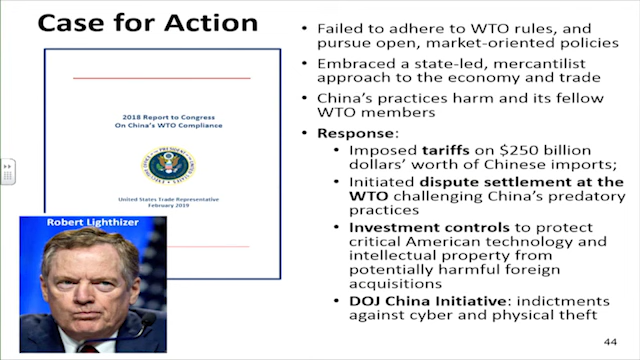 Case for Action
2018 Report to Congress
On China's WTO Compliance
United States Trade Representative
February 2019
Robert Lighthizer
• Failed to adhere to WTO rules, and
pursue open, market-oriented policies
• Embraced a state-led, mercantilist
approach to the economy and trade
• China's practices harm and its fellow
WTO members
• Response:
• Imposed tariffs on $250 billion
dollars' worth of Chinese imports;
• Initiated dispute settlement at the
WTO challenging China's predatory
practices
• Investment controls to protect
critical American technology and
intellectual property from
potentially harmful foreign
acquisitions
• DOJ China Initiative: indictments
against cyber and physical theft
44